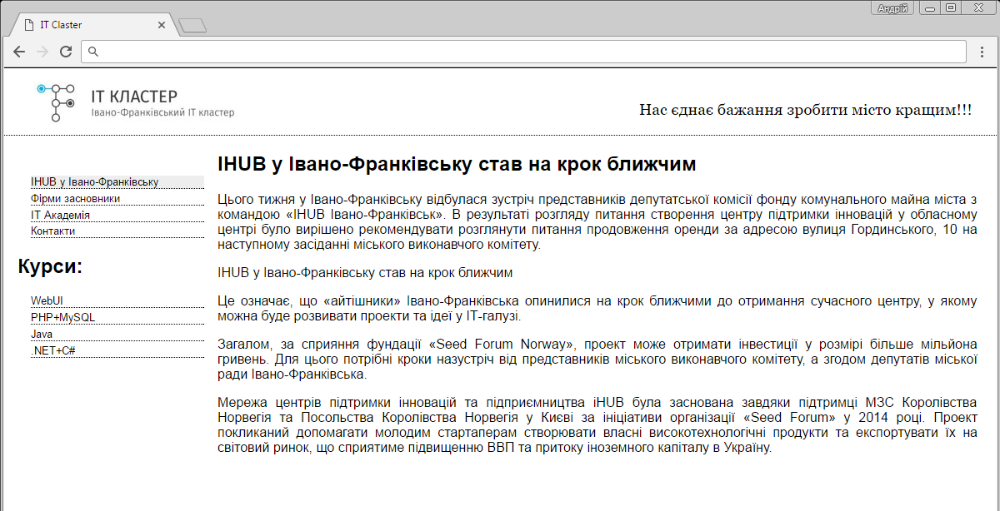 Андрій
IT Claster
ІТ КЛАСТЕР
Івано-Франківський ІТ кластер
Нас єднає бажання зробити місто кращим!!!
IHUB у Івано-Франківську
Фірми засновники
ІТ Академія
Контакти
Курси:
WebUI
PHP+MySQL
Java
.NET+C#
IHUB у Івано-Франківську став на крок ближчим
Цього тижня у Івано-Франківську відбулася зустріч представників депутатської комісії фонду комунального майна міста з
командою «IHUB Івано-Франківськ». В результаті розгляду питання створення центру підтримки інновацій у обласному
центрі було вирішено рекомендувати розглянути питання продовження оренди за адресою вулиця Гординського, 10 на
наступному засіданні міського виконавчого комітету.
IHUB у Івано-Франківську став на крок ближчим
Це означає, що «айтішники» Івано-Франківська опинилися на крок ближчими до отримання сучасного центру, у якому
можна буде розвивати проекти та ідеї у ІТ-галузі.
Загалом, за сприяння фундації «Seed Forum Norway», проект може отримати інвестиції у розмірі більше мільйона
гривень. Для цього потрібні кроки назустріч від представників міського виконавчого комітету, а згодом депутатів міської
ради Івано-Франківська.
Мережа центрів підтримки інновацій та підприємництва iHUB була заснована завдяки підтримці МЗС Королівства
Норвегія та Посольства Королівства Норвегія у Києві за ініціативи організації «Seed Forum» у 2014 році. Проект
покликаний допомагати молодим стартаперам створювати власні високотехнологічні продукти та експортувати їх на
світовий ринок, що сприятиме підвищенню ВВП та притоку іноземного капіталу в Україну.